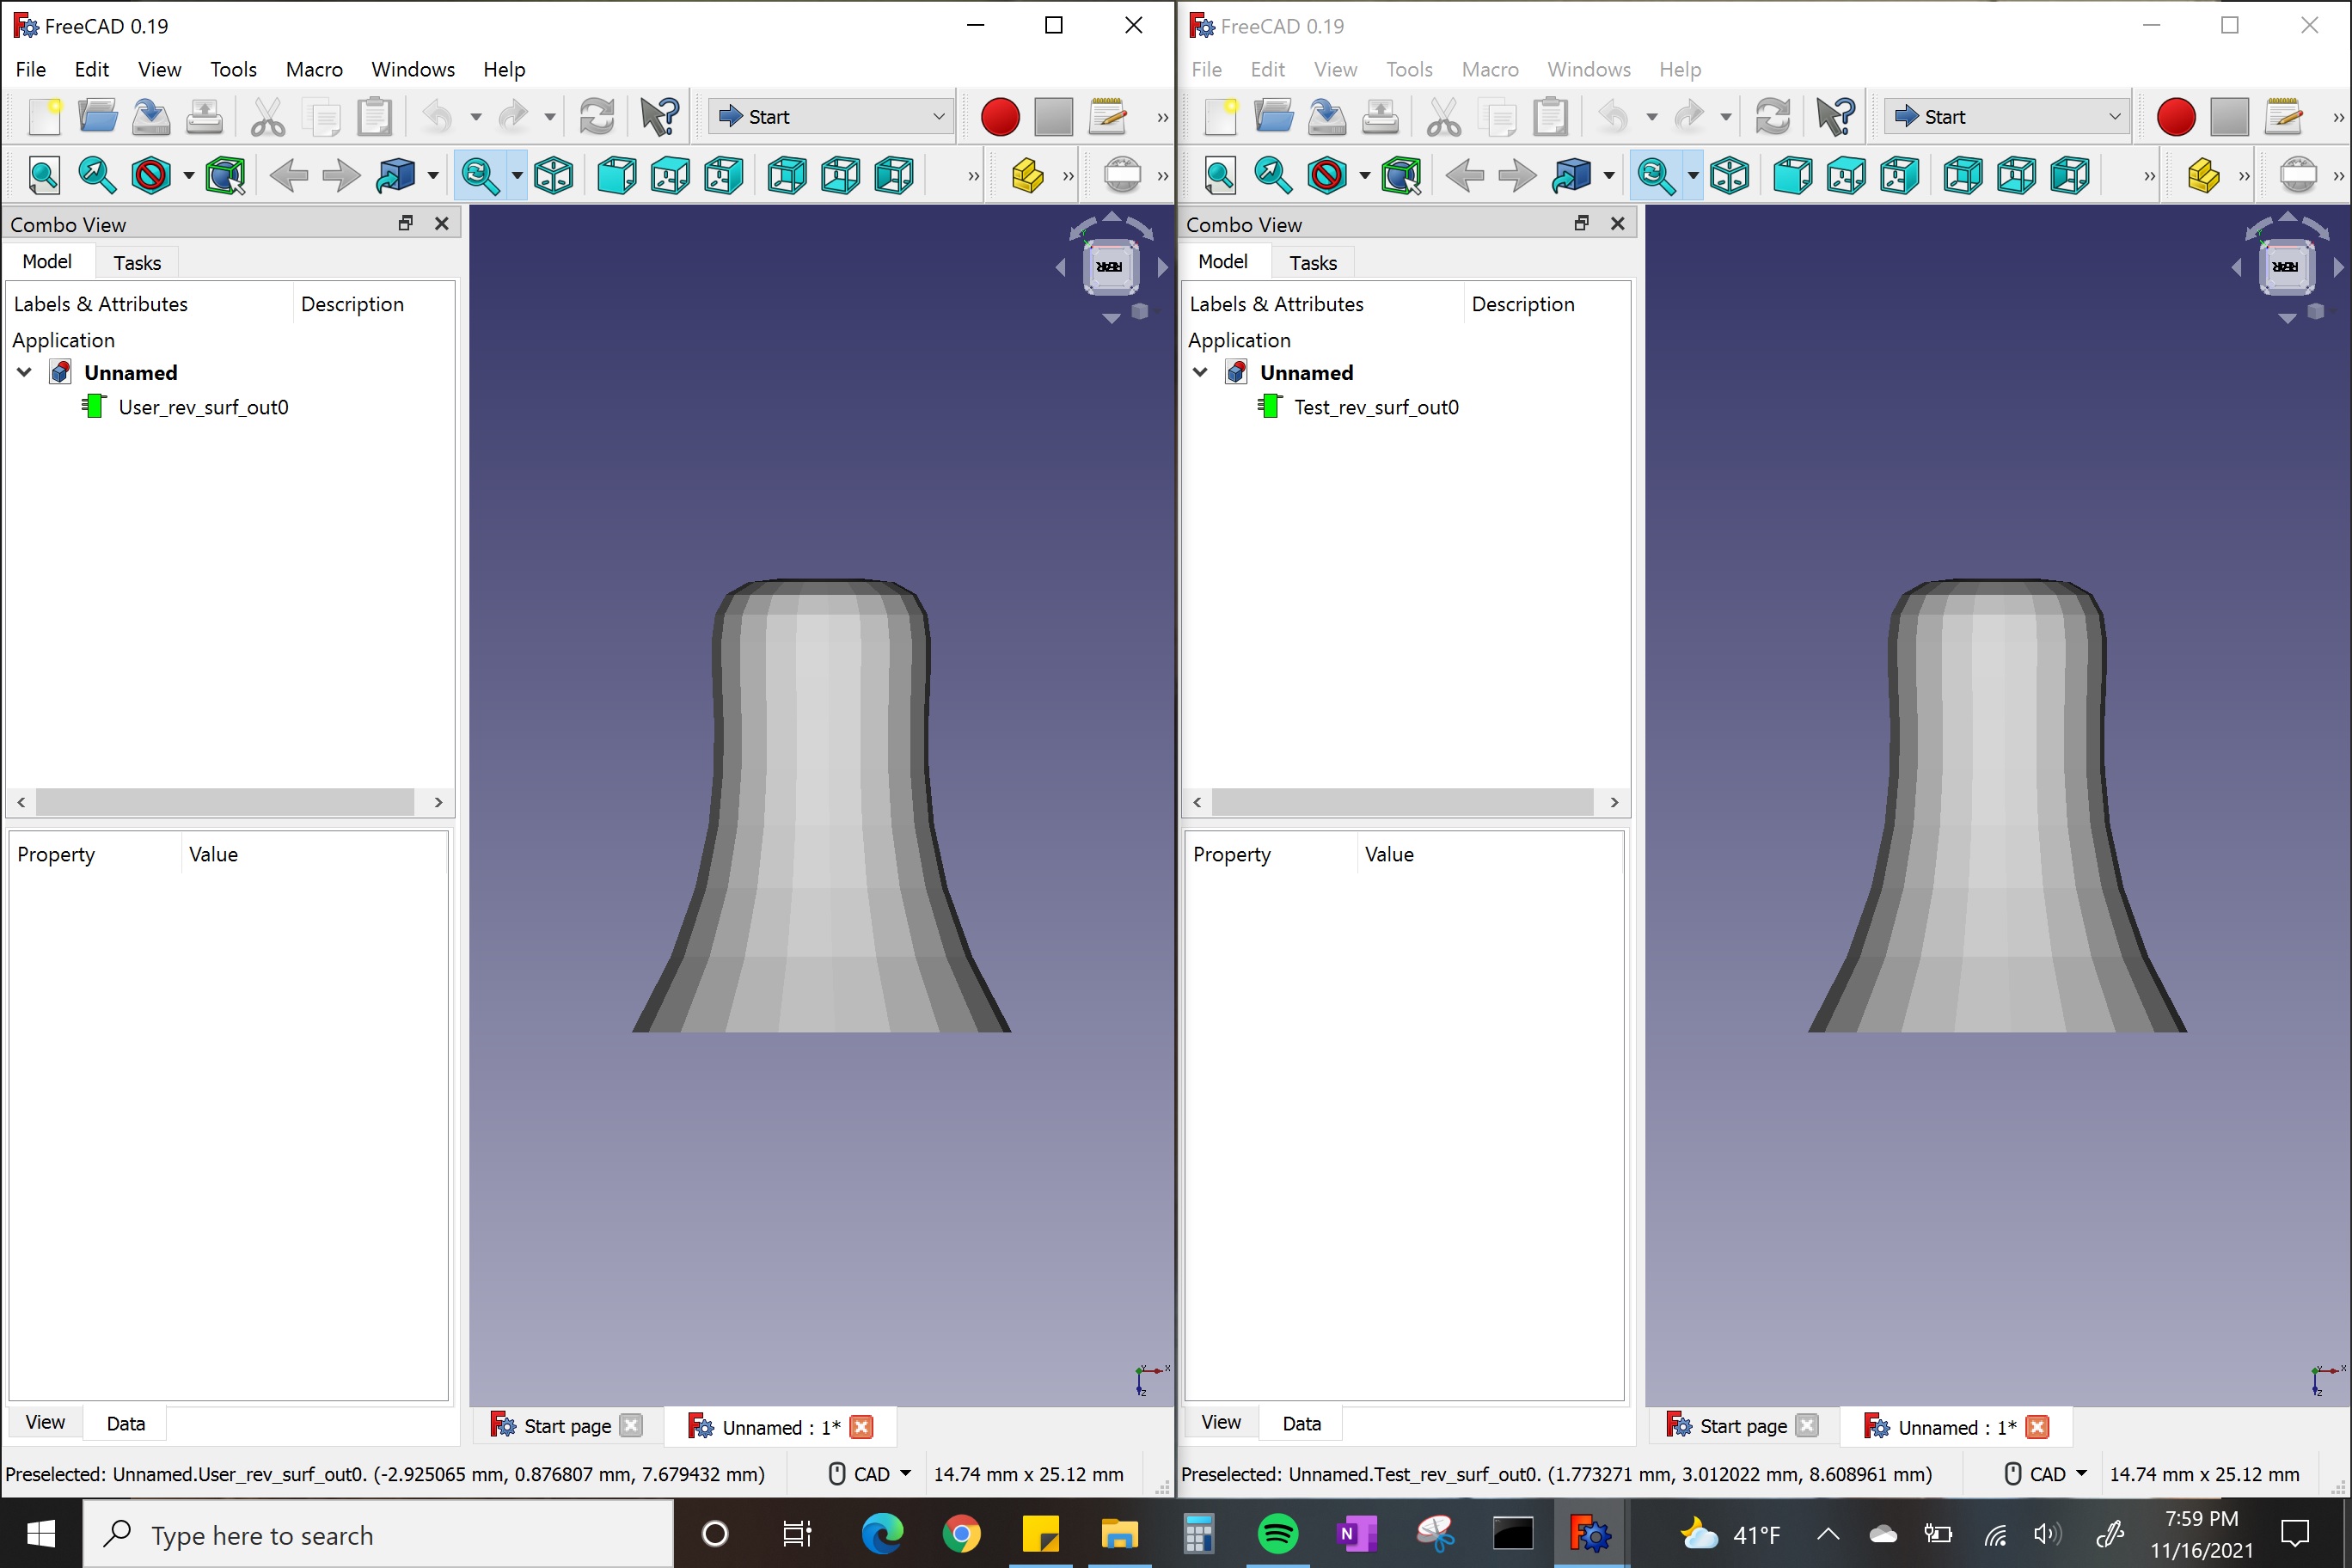 FreeCAD 0.19
File Edit View Tools Macro Windows Help
Start
Combo View
Model Tasks
Labels & Attributes Description
Application
Unnamed
User_rev_surf_out0
Property Value
View Data
REAR
Start page Unnamed : 1*
Preselected: Unnamed.User_rev_surf_out0. (-2.925065 mm, 0.876807 mm, 7.679432 mm) CAD 14.74 mm x 25.12 mm
FreeCAD 0.19
File Edit View Tools Macro Windows Help
Start
Combo View
Model Tasks
Labels & Attributes Description
Application
Unnamed
Test_rev_surf_out0
Property Value
View Data
REAR
Start page Unnamed : 1*
Preselected: Unnamed.Test_rev_surf_out0. (1.773271 mm, 3.012022 mm, 8.608961 mm) CAD 14.74 mm x 25.12 mm
Type here to search
N
41°F
7:59 PM
11/16/2021